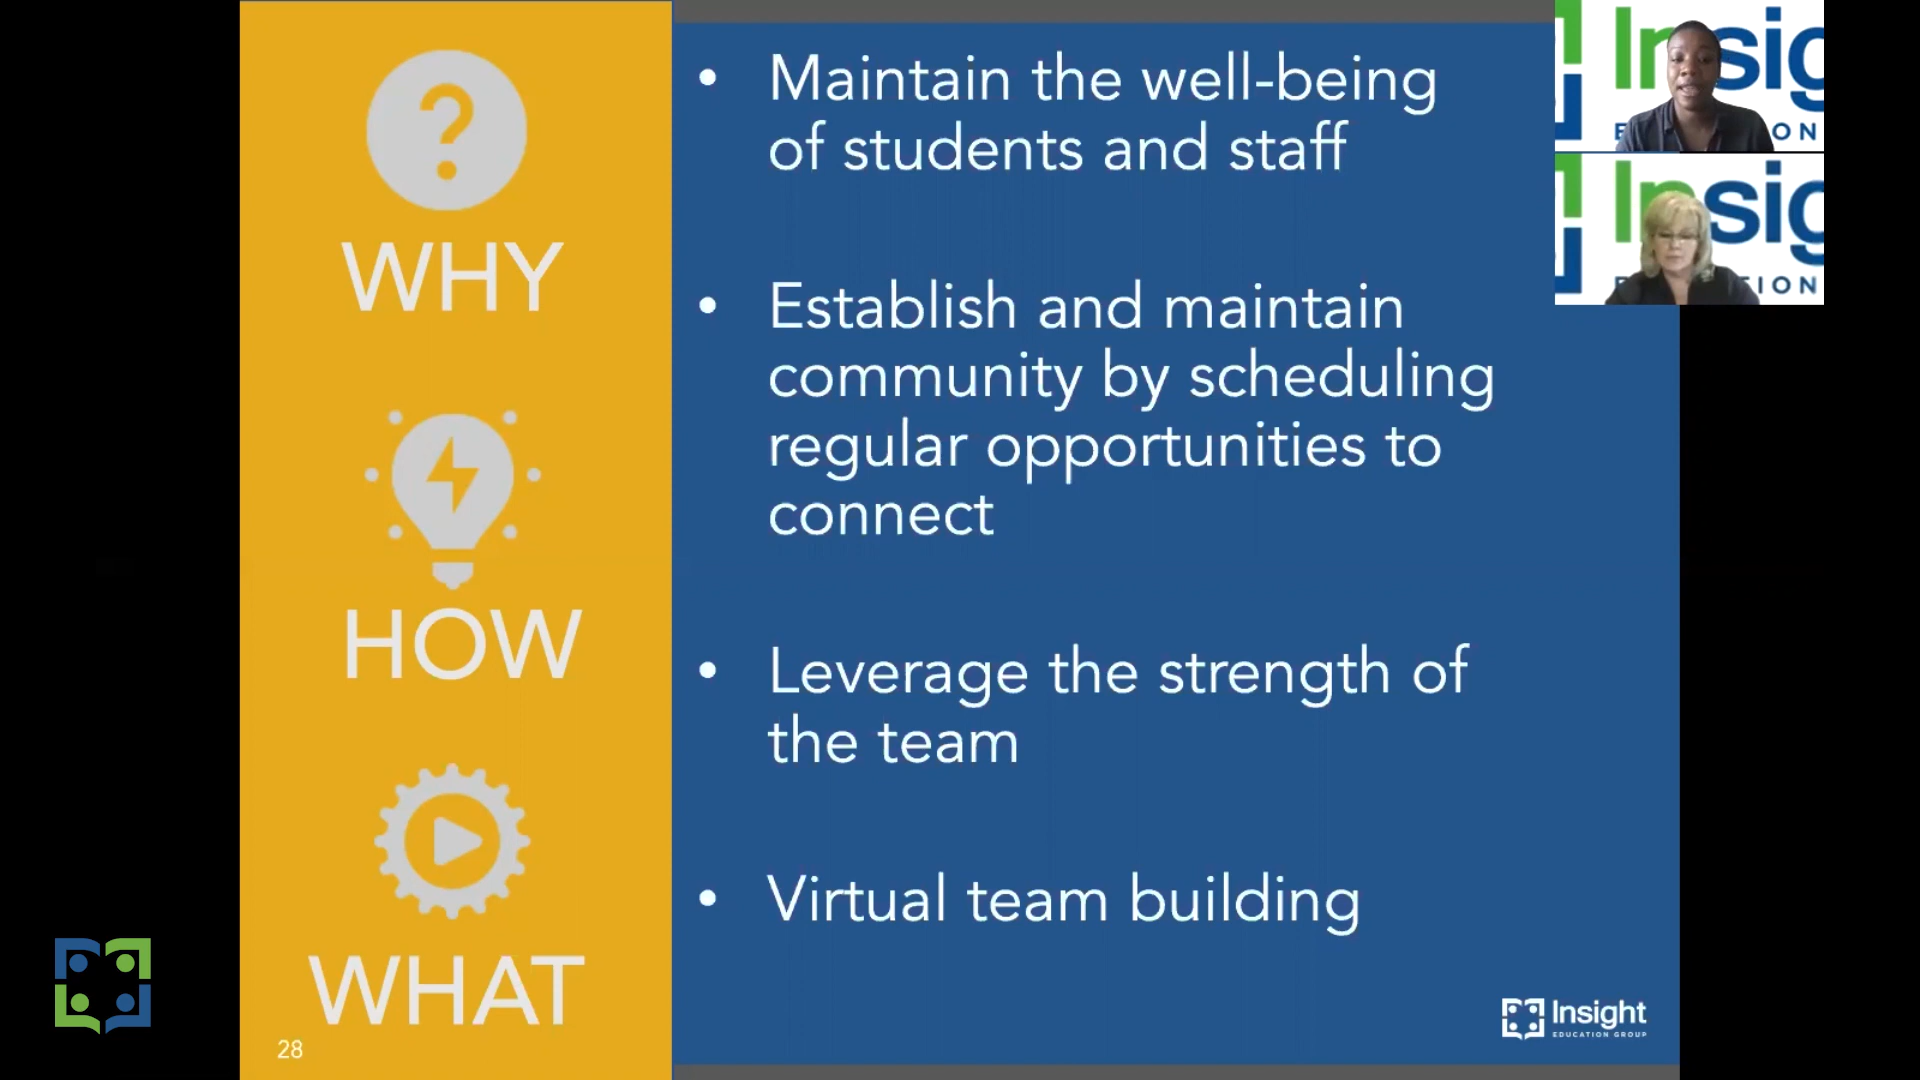 WHY
HOW
WHAT
28
• Maintain the well-being
of students and staff
• Establish and maintain
community by scheduling
regular opportunities to
connect
• Leverage the strength of
the team
• Virtual team building
Insight
EDUCATION GROUP